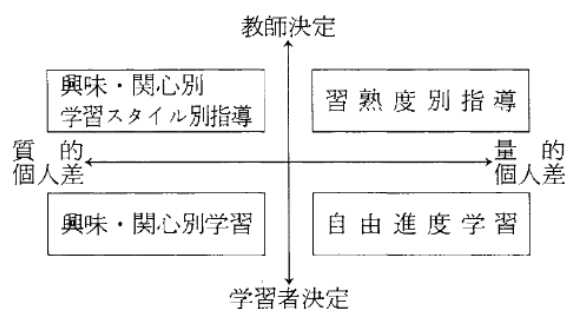 教師決定
興味・関心別
学習スタイル別指導
習熟度別指導
質的
個人差
量的
個人差
興味・関心別学習
自由進度学習
学習者決定